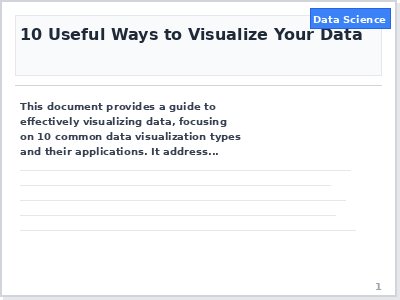 Data Science
10 Useful Ways to Visualize Your Data
This document provides a guide to
effectively visualizing data, focusing
on 10 common data visualization types
and their applications. It address...
1